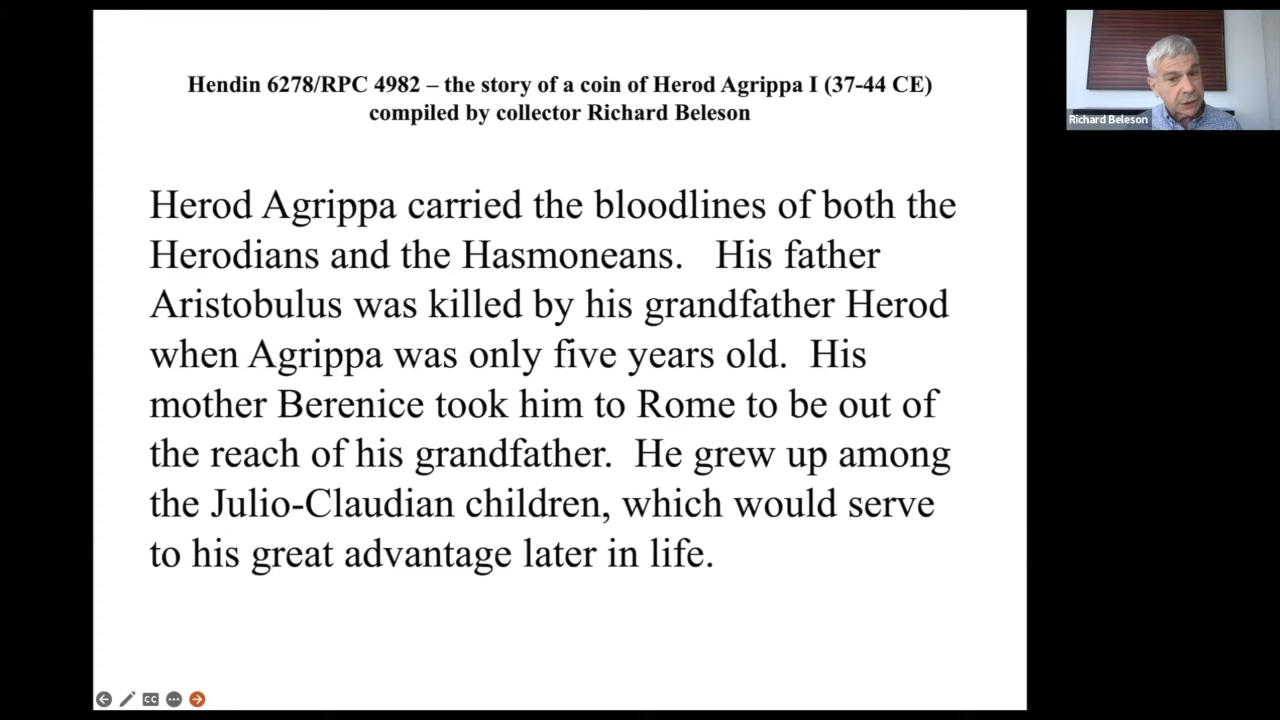 Hendin 6278/RPC 4982 – the story of a coin of Herod Agrippa I (37-44 CE)
compiled by collector Richard Beleson
Herod Agrippa carried the bloodlines of both the
Herodians and the Hasmoneans. His father
Aristobulus was killed by his grandfather Herod
when Agrippa was only five years old. His
mother Berenice took him to Rome to be out of
the reach of his grandfather. He grew up among
the Julio-Claudian children, which would serve
to his great advantage later in life.
Richard Beleson
CC